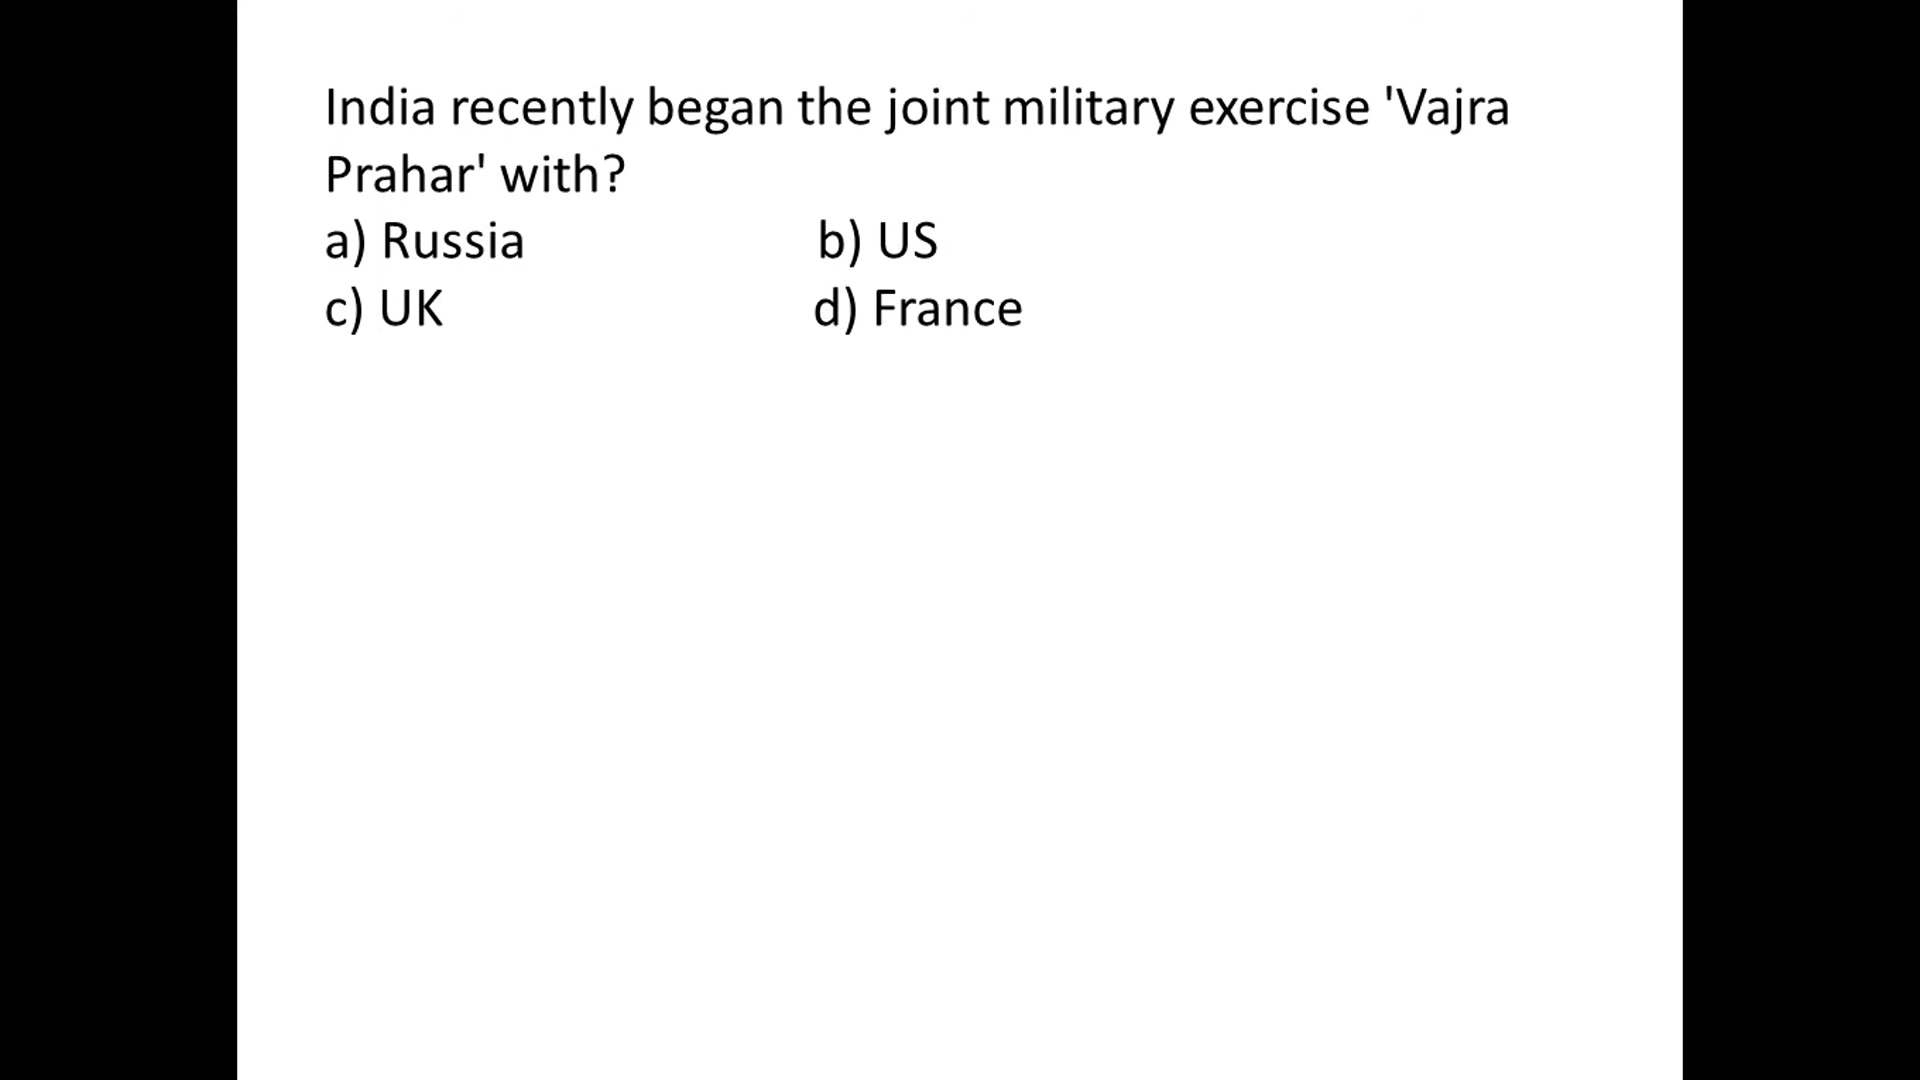 India recently began the joint military exercise 'Vajra
Prahar' with?
a) Russia b) US
c) UK d) France